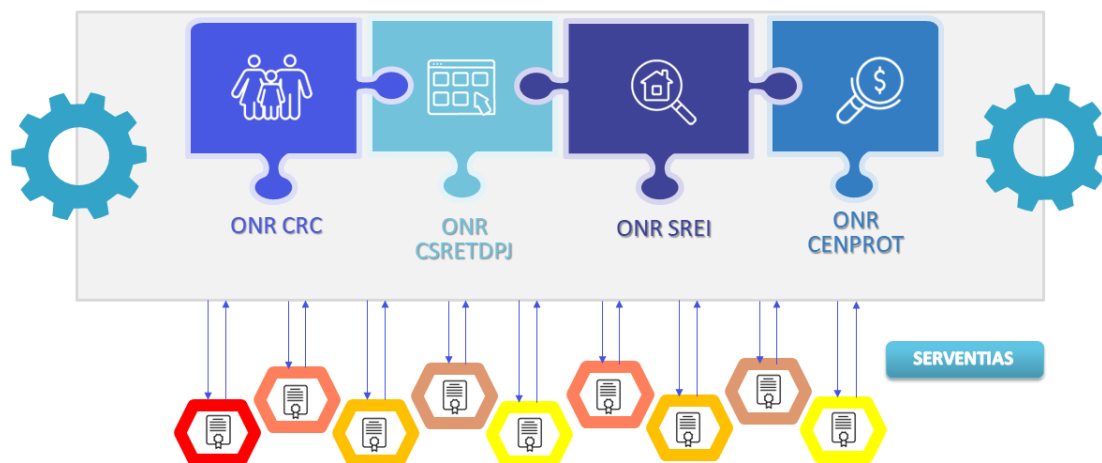 ONR CRC
ONR
CSRETDPJ
ONR SREI
ONR
CENPROT
SERVENTIAS